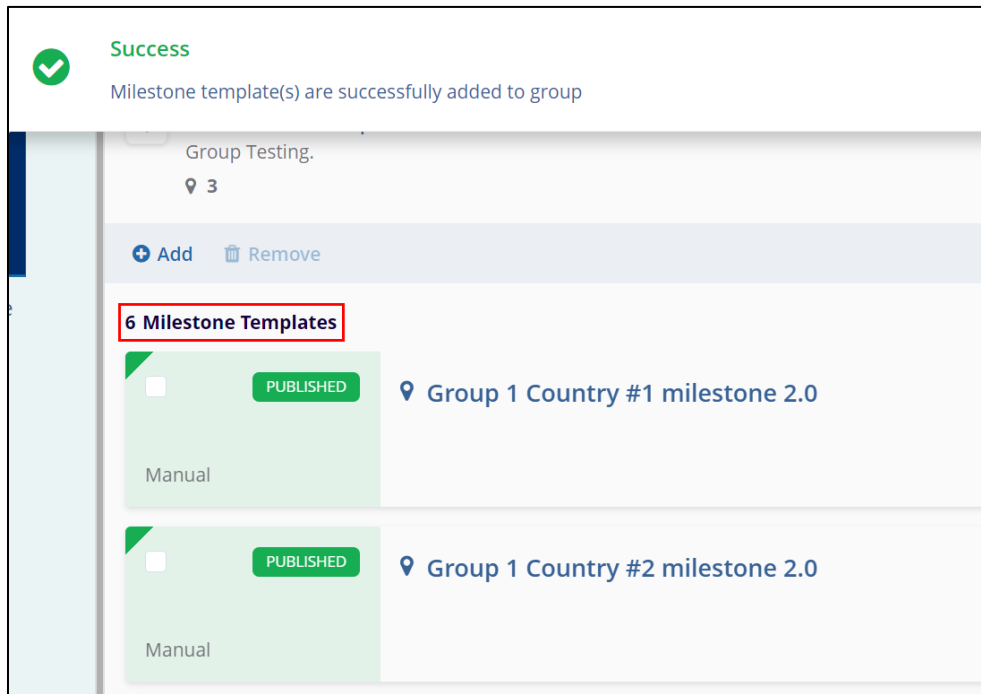 Success
Milestone template(s) are successfully added to group
Group Testing.
3
Add Remove
6 Milestone Templates
PUBLISHED
Group 1 Country #1 milestone 2.0
Manual
PUBLISHED
Group 1 Country #2 milestone 2.0
Manual